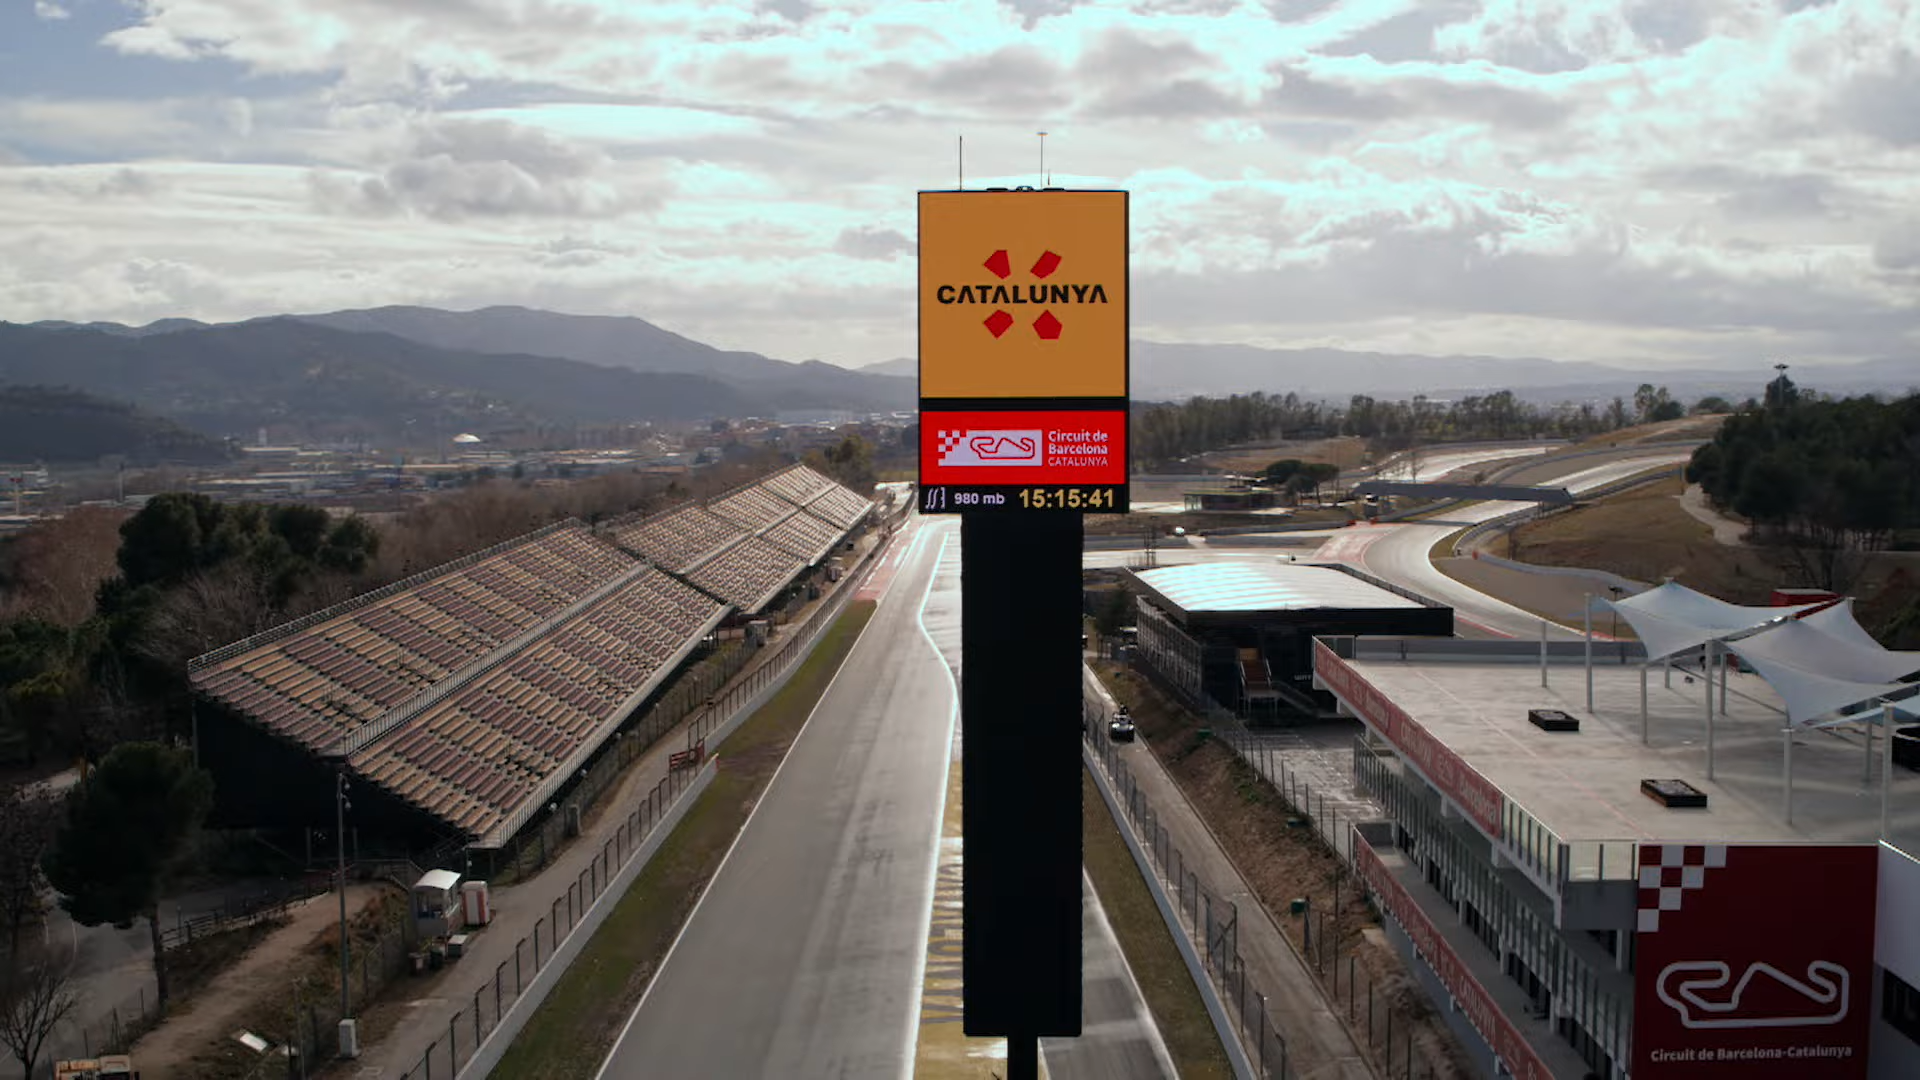 CATALUNYA
Circuit de
Barcelona
CATALUNYA
980 mb 15:15:41
Circuit de Barcelona-Catalunya